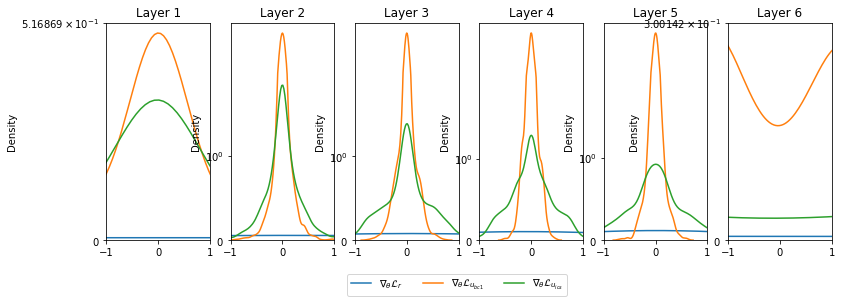 Layer 1 Layer 2 Layer 3 Layer 4 Layer 5 Layer 6
5.16869 × 10⁻¹ 3.00142 × 10⁻¹
Density Density Density Density Density Density
10⁰ 10⁰ 10⁰ 10⁰
0 0 0 0 0 0
−1 0 1 −1 0 1 −1 0 1 −1 0 1 −1 0 1 −1 0 1
∇θℒr ∇θℒu_bc1 ∇θℒu_ics